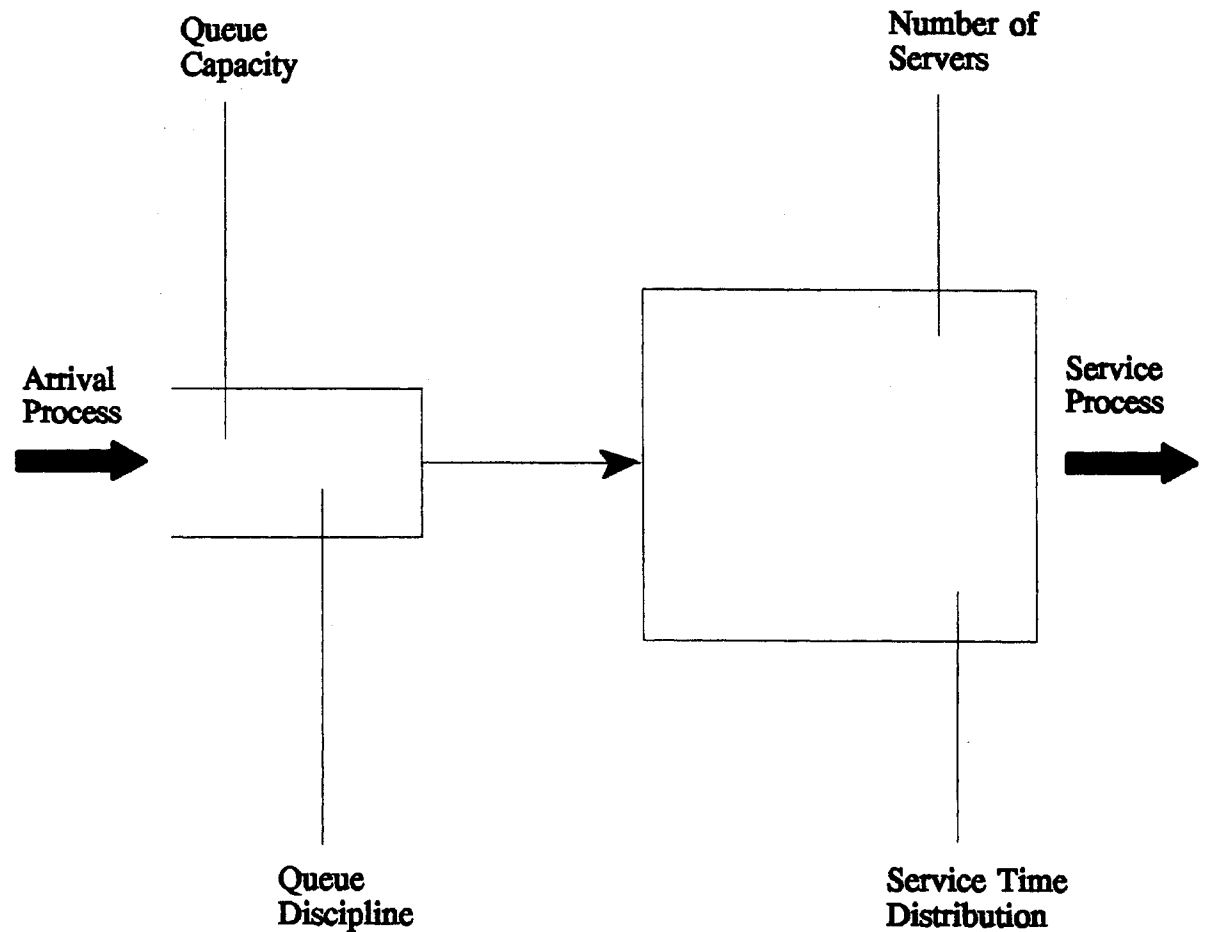 Queue
Capacity
Number of
Servers
Arrival
Process
Service
Process
Queue
Discipline
Service Time
Distribution